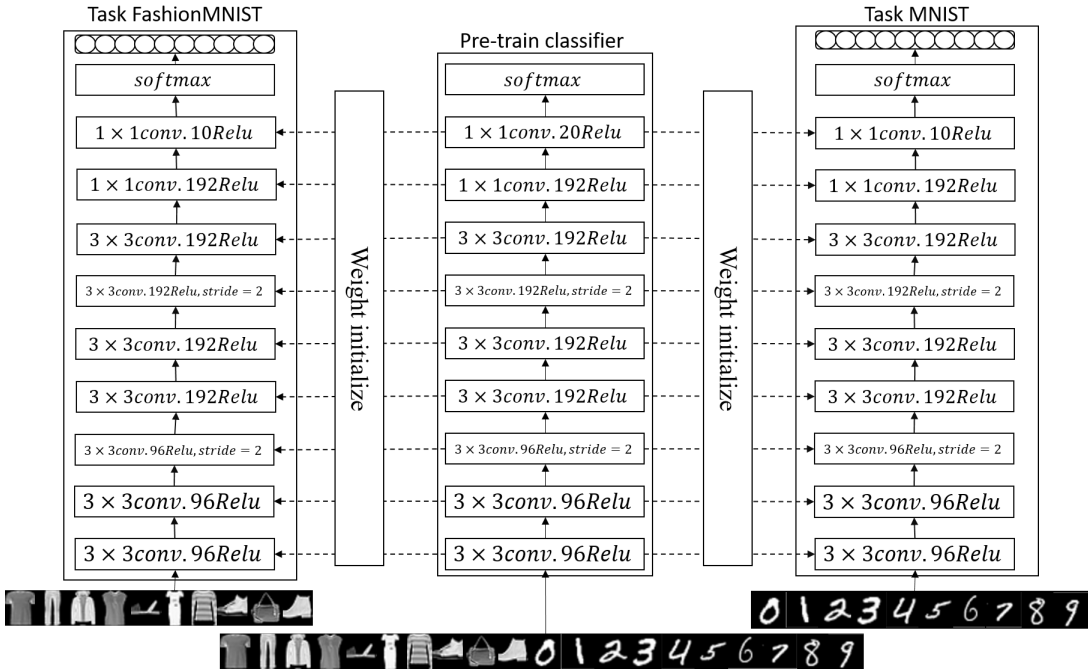 Task FashionMNIST
softmax
1 × 1conv. 10Relu
1 × 1conv. 192Relu
3 × 3conv. 192Relu
3 × 3conv. 192Relu, stride = 2
3 × 3conv. 192Relu
3 × 3conv. 192Relu
3 × 3conv. 96Relu, stride = 2
3 × 3conv. 96Relu
3 × 3conv. 96Relu
Weight initialize
Pre-train classifier
softmax
1 × 1conv. 20Relu
1 × 1conv. 192Relu
3 × 3conv. 192Relu
3 × 3conv. 192Relu, stride = 2
3 × 3conv. 192Relu
3 × 3conv. 192Relu
3 × 3conv. 96Relu, stride = 2
3 × 3conv. 96Relu
3 × 3conv. 96Relu
0 1 2 3 4 5 6 7 8 9
Weight initialize
Task MNIST
softmax
1 × 1conv. 10Relu
1 × 1conv. 192Relu
3 × 3conv. 192Relu
3 × 3conv. 192Relu, stride = 2
3 × 3conv. 192Relu
3 × 3conv. 192Relu
3 × 3conv. 96Relu, stride = 2
3 × 3conv. 96Relu
3 × 3conv. 96Relu
0 1 2 3 4 5 6 7 8 9